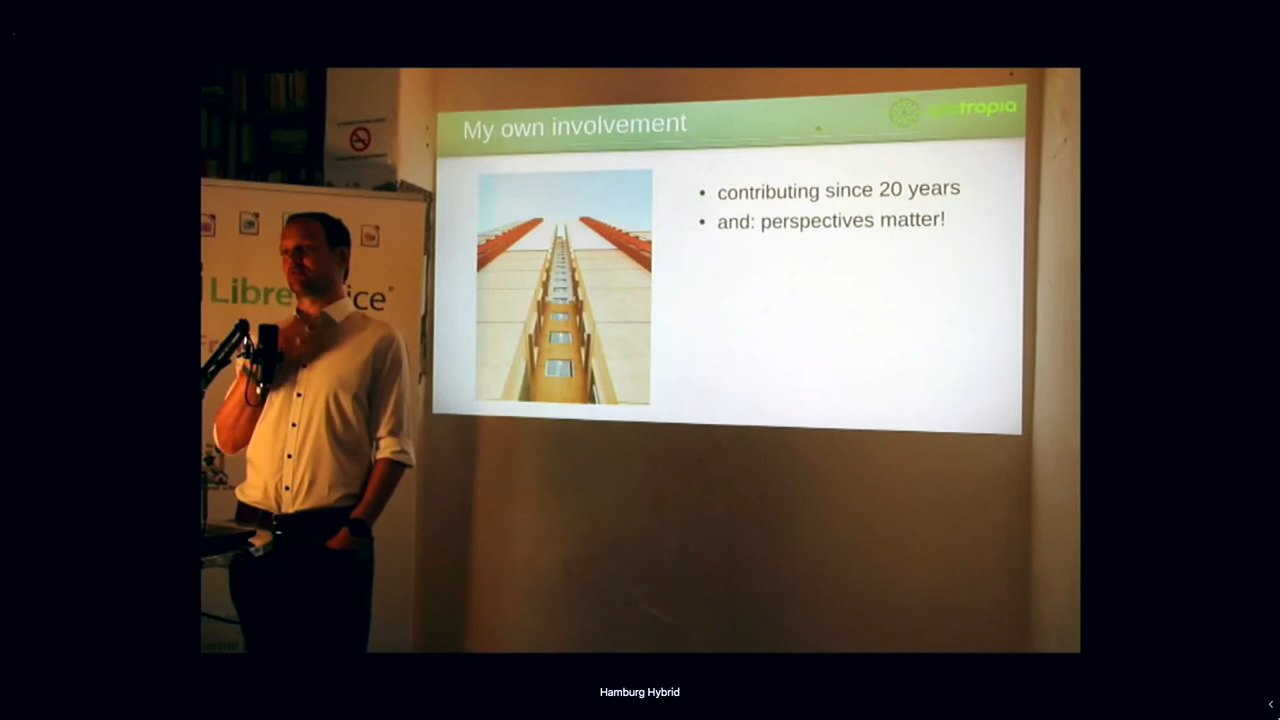 My own involvement
tropia
• contributing since 20 years
• and: perspectives matter!
Libre ice
Hamburg Hybrid